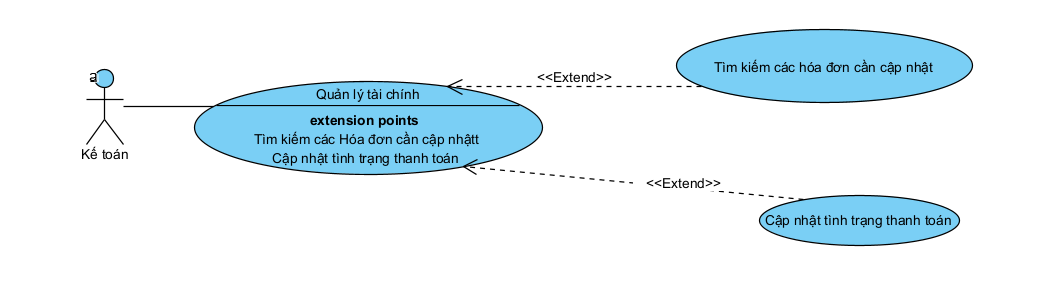 a
Kế toán
Quản lý tài chính
extension points
Tìm kiếm các Hóa đơn cần cập nhậtt
Cập nhật tình trạng thanh toán
<<Extend>>
Tìm kiếm các hóa đơn cần cập nhật
<<Extend>>
Cập nhật tình trạng thanh toán